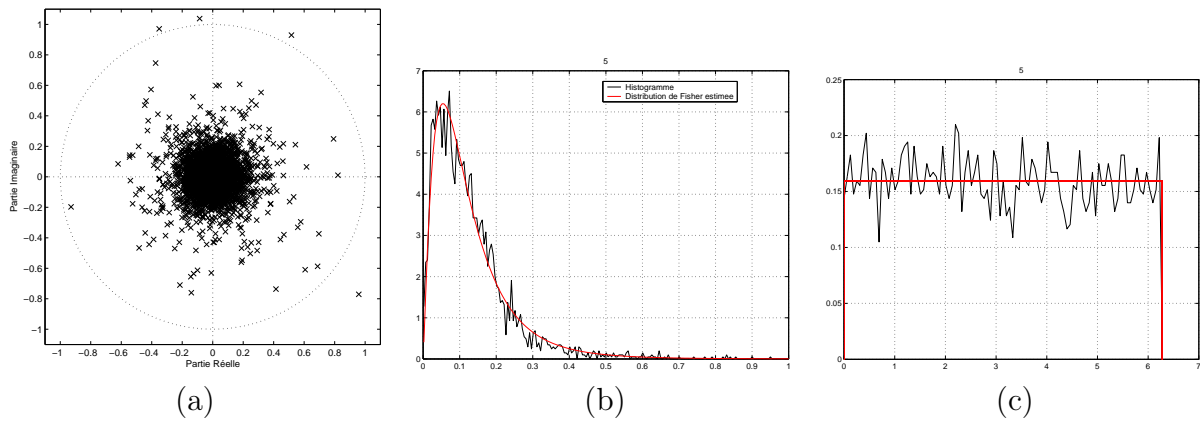 1
0.8
0.6
0.4
0.2
0
−0.2
−0.4
−0.6
−0.8
−1
Partie Imaginaire
−1 −0.8 −0.6 −0.4 −0.2 0 0.2 0.4 0.6 0.8 1
Partie Réelle
(a)
5
7
6
5
4
3
2
1
0
Histogramme
Distribution de Fisher estimee
0 0.1 0.2 0.3 0.4 0.5 0.6 0.7 0.8 0.9 1
(b)
5
0.25
0.2
0.15
0.1
0.05
0
0 1 2 3 4 5 6 7
(c)